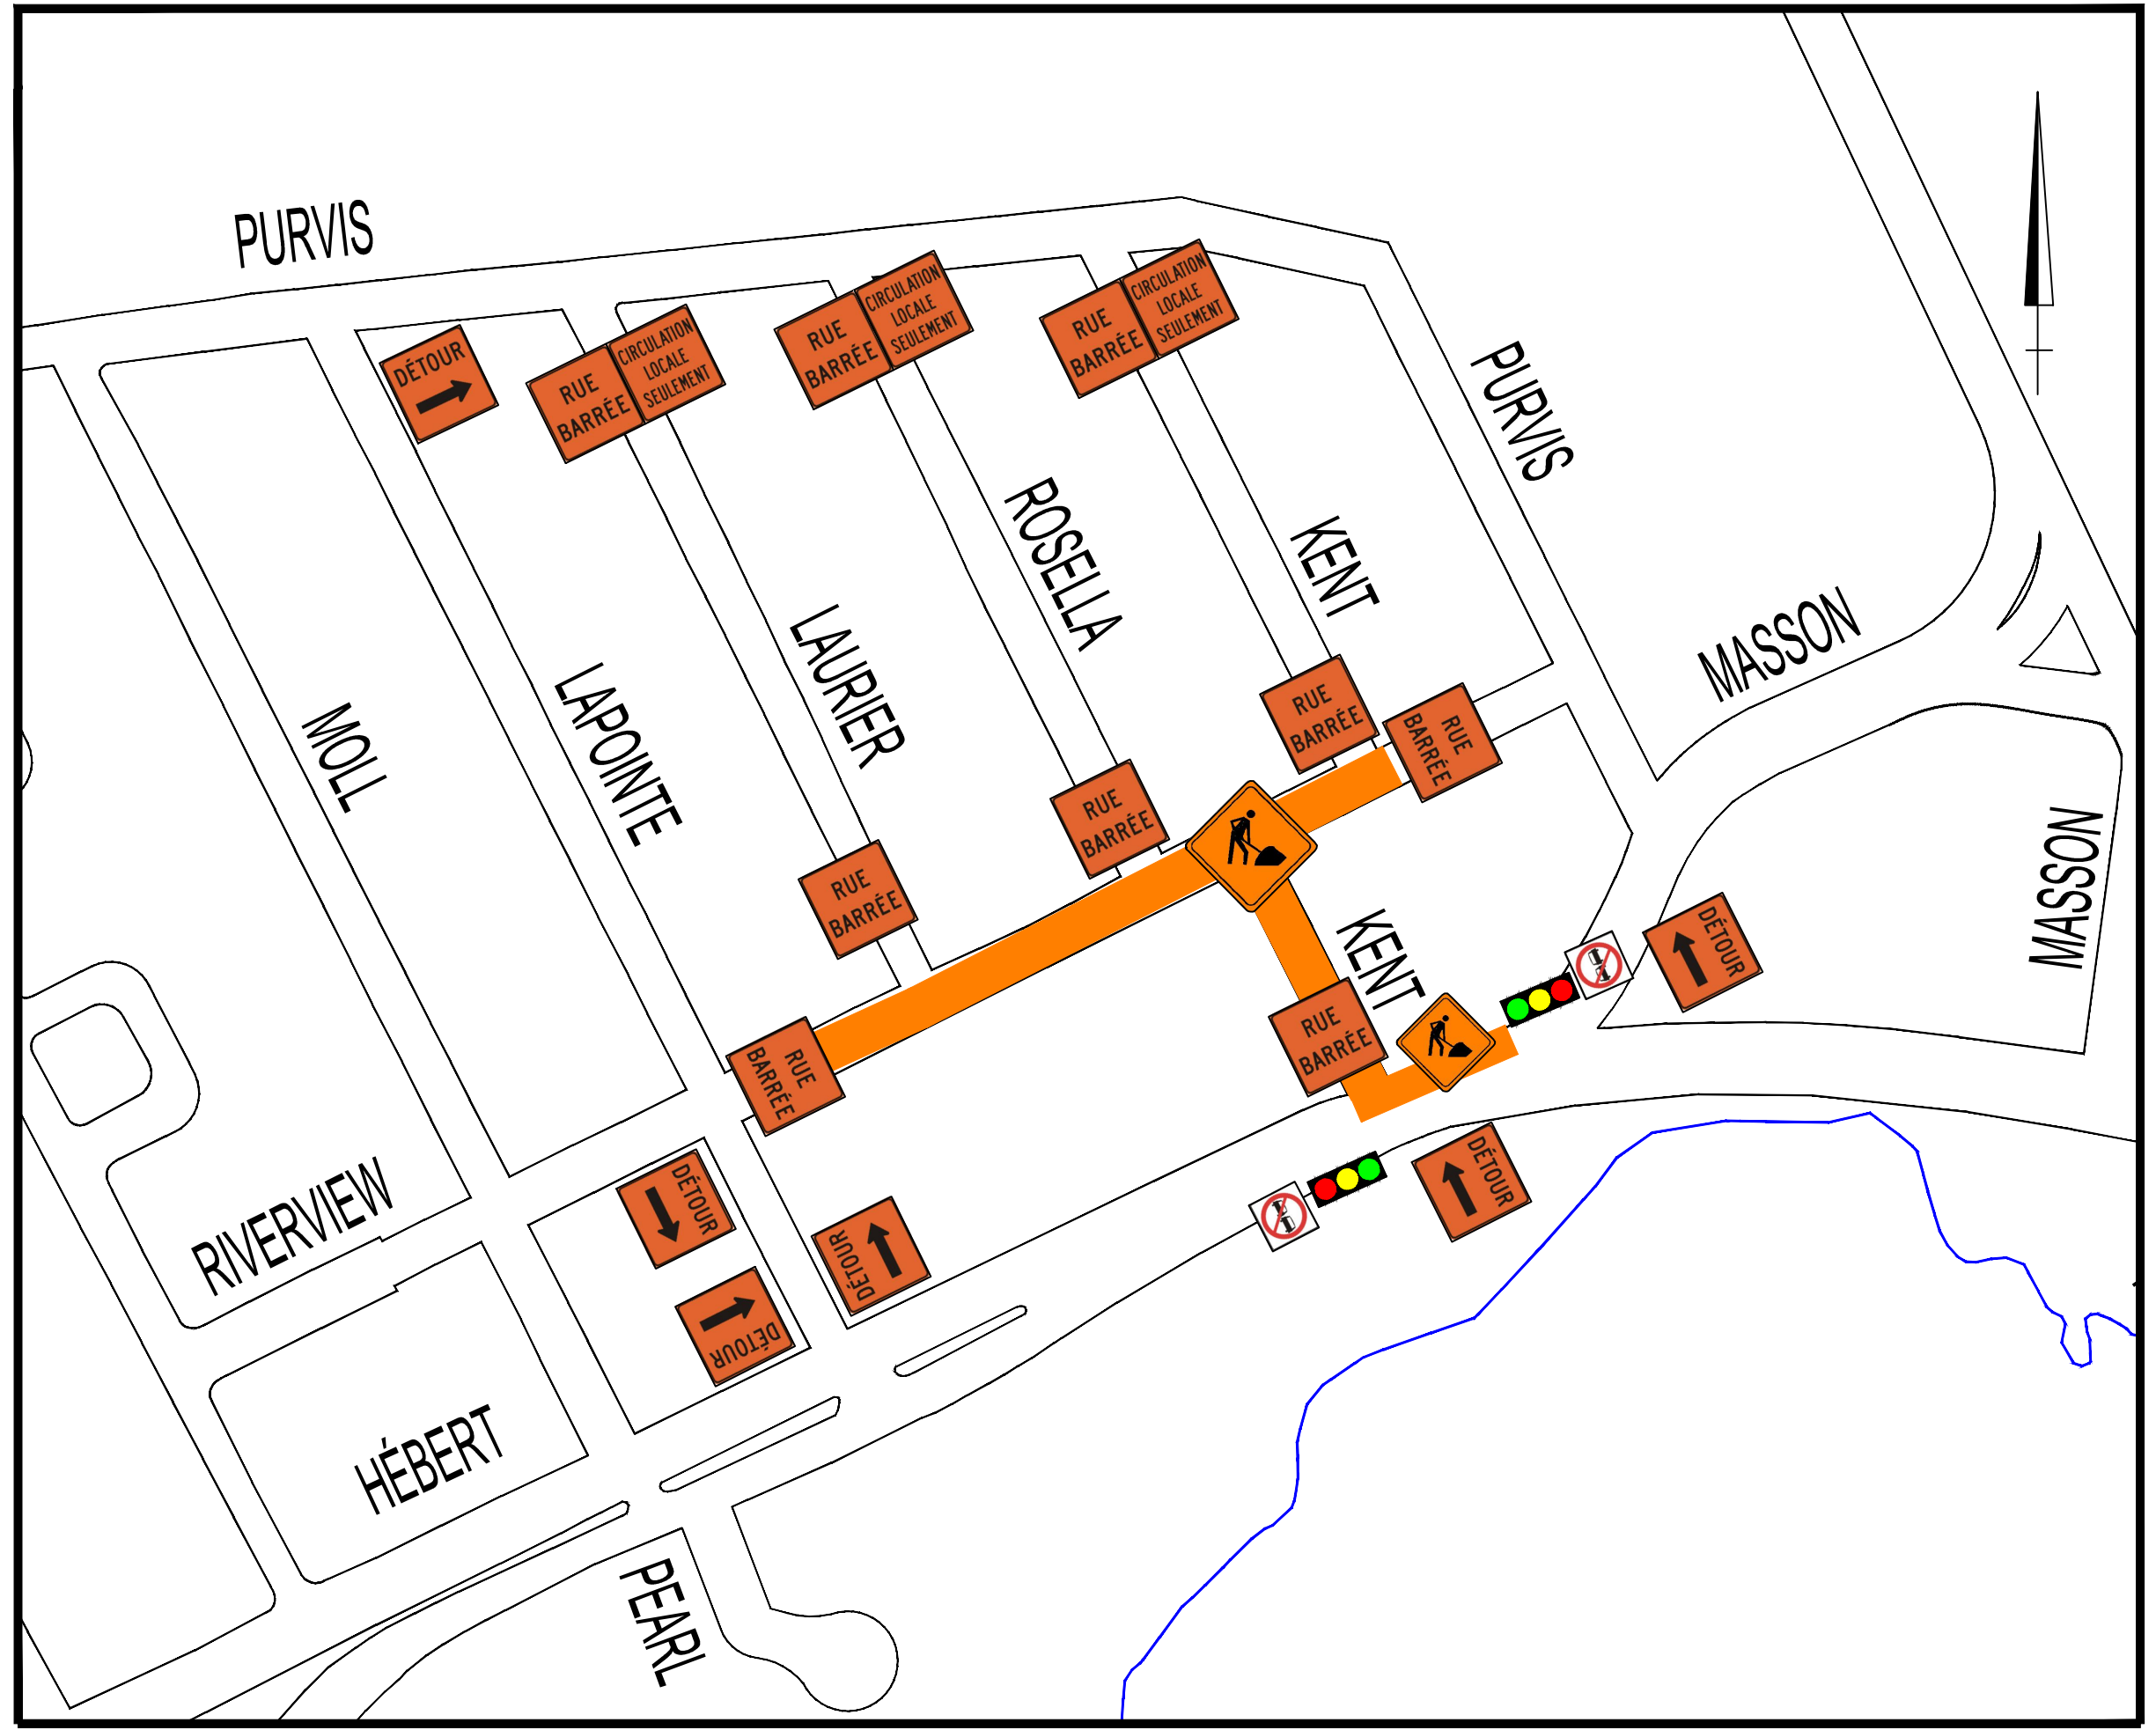 PURVIS
DÉTOUR
RUE
BARRÉE
CIRCULATION
LOCALE
SEULEMENT
RUE
BARRÉE
CIRCULATION
LOCALE
SEULEMENT
RUE
BARRÉE
CIRCULATION
LOCALE
SEULEMENT
PURVIS
ROSELLA
KENT
MASSON
LAURIER
LAPOINTE
MOLL
RUE
BARRÉE
RUE
BARRÉE
RUE
BARRÉE
RUE
BARRÉE
MASSON
KENT
DÉTOUR
RUE
BARRÉE
RUE
BARRÉE
DÉTOUR
DÉTOUR
RIVERVIEW
DÉTOUR
DÉTOUR
HÉBERT
PEARL